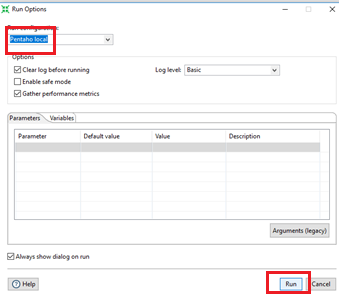 Run Options
Run configuration:
Pentaho local
Options
Clear log before running
Log level:
Basic
Enable safe mode
Gather performance metrics
Parameters
Variables
Parameter
Default value
Value
Description
Arguments (legacy)
Always show dialog on run
Help
Run
Cancel